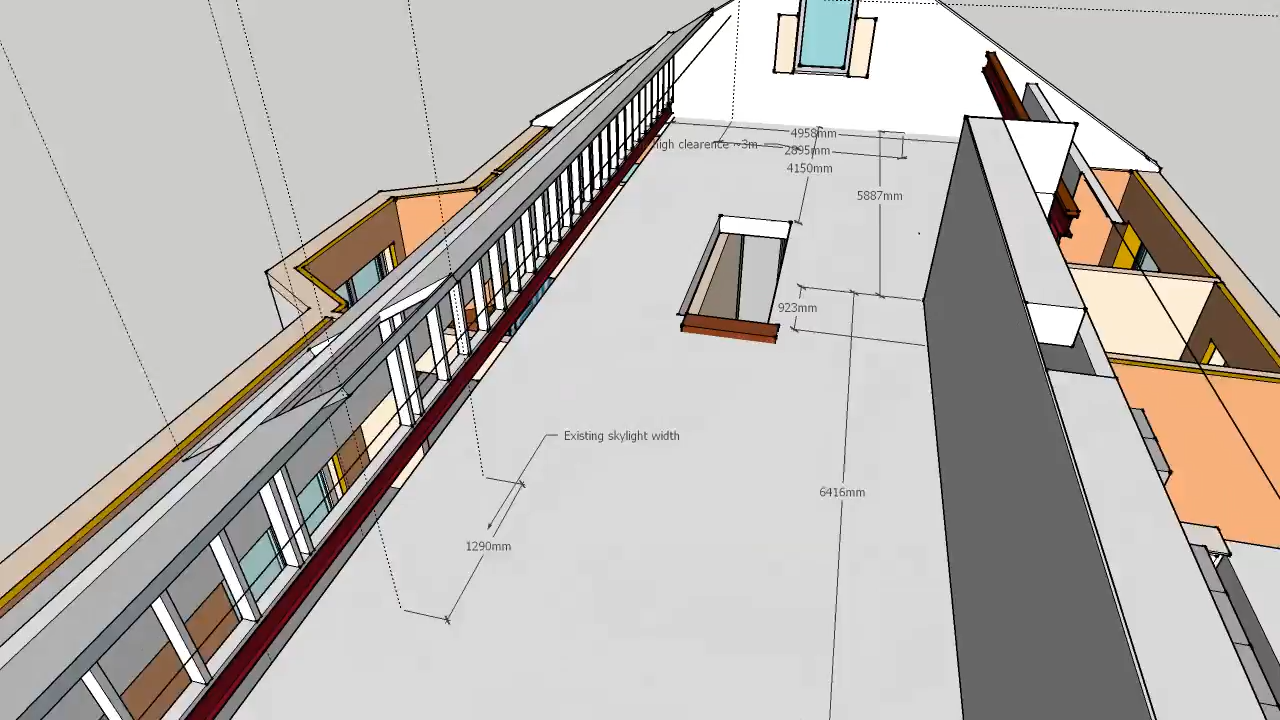 4958mm
high clearence ~3m
2895mm
4150mm
5887mm
923mm
Existing skylight width
6416mm
1290mm